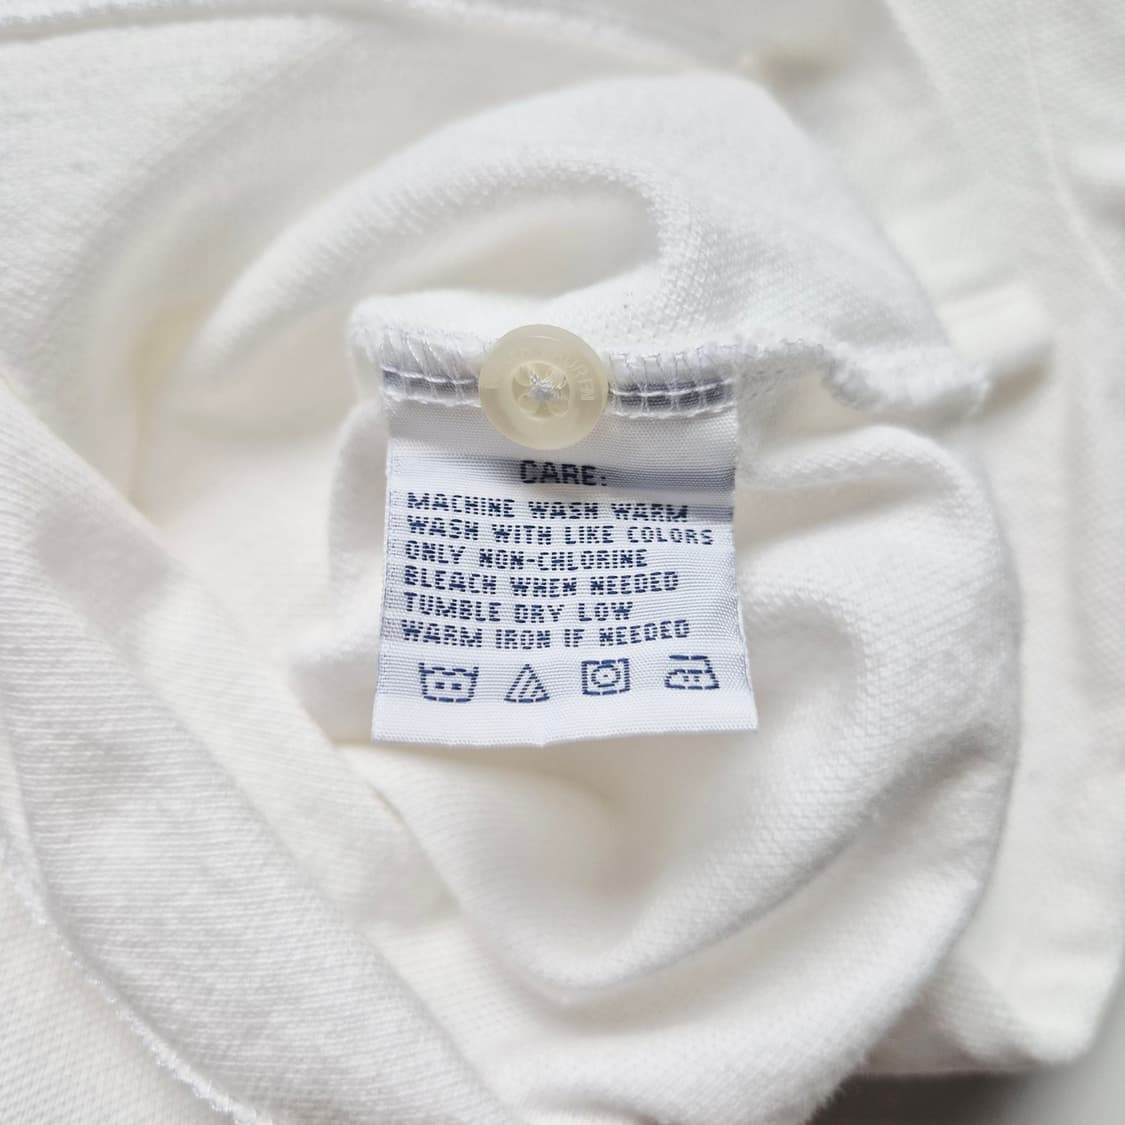 CARE:
MACHINE WASH WARM
WASH WITH LIKE COLORS
ONLY NON-CHLORINE
BLEACH WHEN NEEDED
TUMBLE DRY LOW
WARM IRON IF NEEDED